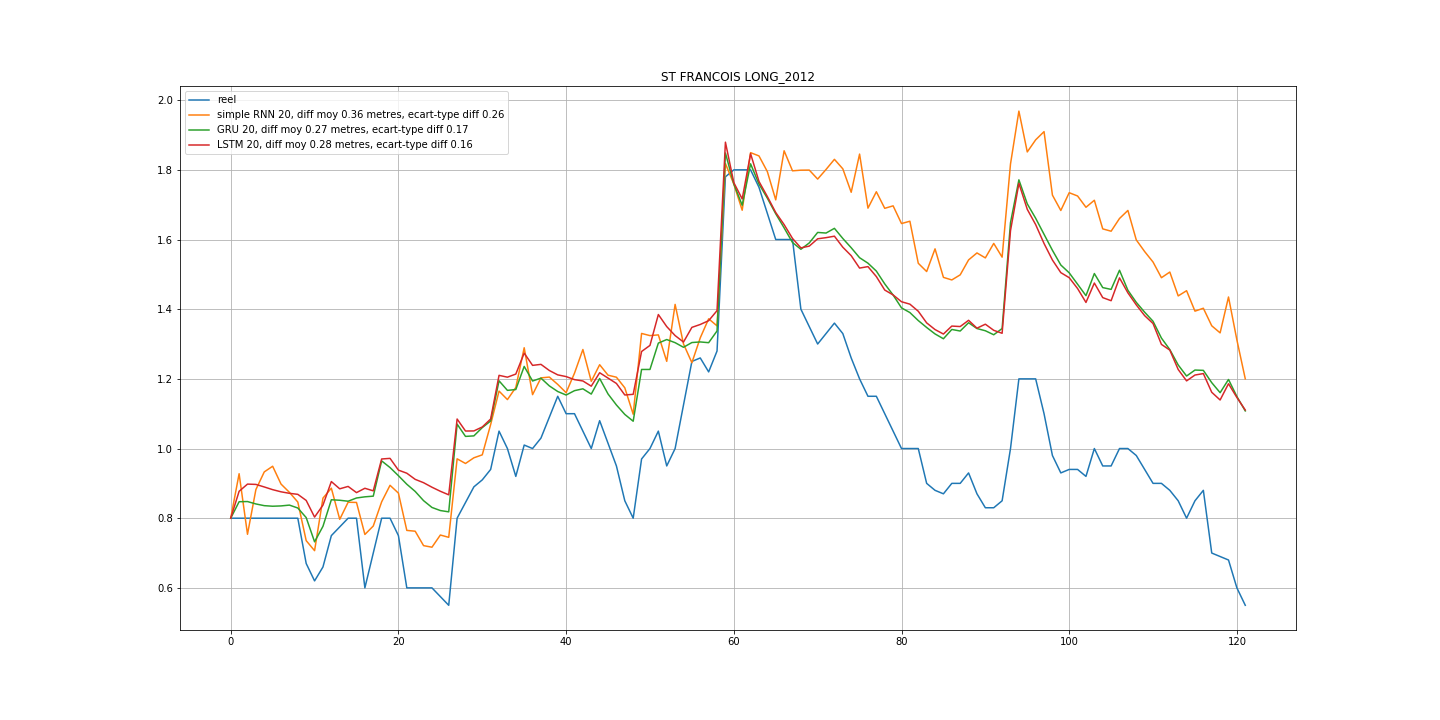 ST FRANCOIS LONG_2012
reel
simple RNN 20, diff moy 0.36 metres, ecart-type diff 0.26
GRU 20, diff moy 0.27 metres, ecart-type diff 0.17
LSTM 20, diff moy 0.28 metres, ecart-type diff 0.16
2.0
1.8
1.6
1.4
1.2
1.0
0.8
0.6
0 20 40 60 80 100 120